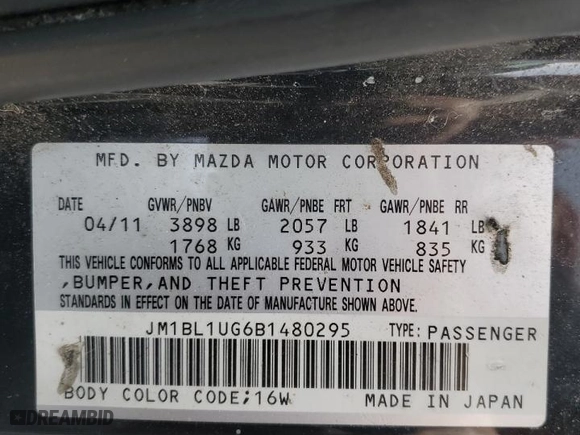 MFD. BY MAZDA MOTOR CORPORATION
DATE GVWR/PNBV GAWR/PNBE FRT GAWR/PNBE RR
04/11 3898 LB 2057 LB 1841 LB
1768 KG 933 KG 835 KG
THIS VEHICLE CONFORMS TO ALL APPLICABLE FEDERAL MOTOR VEHICLE SAFETY
,BUMPER,AND THEFT PREVENTION
STANDARDS IN EFFECT ON THE DATE OF MANUFACTURE SHOWN ABOVE.
JM1BL1UG6B1480295 TYPE: PASSENGER
BODY COLOR CODE;16W MADE IN JAPAN
DREAMBID